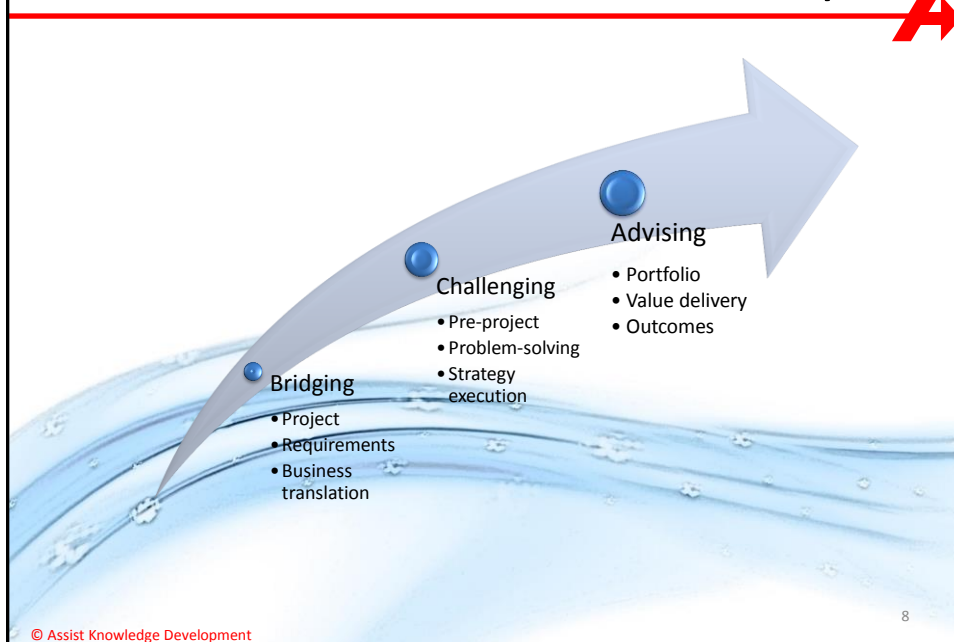 Bridging
• Project
• Requirements
• Business
translation
Challenging
• Pre-project
• Problem-solving
• Strategy
execution
Advising
• Portfolio
• Value delivery
• Outcomes
© Assist Knowledge Development
8